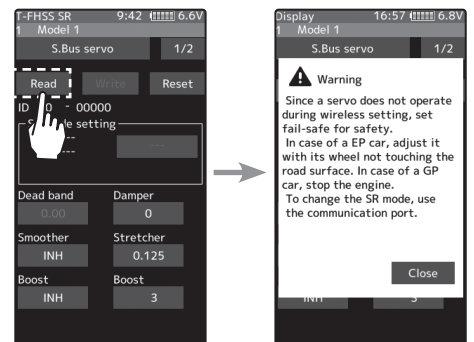 T-FHSS SR 9:42 6.6V
1 Model 1
S.Bus servo 1/2
Read Write Reset
ID 0 - 00000
mode setting
---
---
---
Dead band Damper
0.00 0
Smoother Stretcher
INH 0.125
Boost Boost
INH 3
Display 16:57 6.8V
1 Model 1
S.Bus servo 1/2
Warning
Since a servo does not operate
during wireless setting, set
fail-safe for safety.
In case of a EP car, adjust it
with its wheel not touching the
road surface. In case of a GP
car, stop the engine.
To change the SR mode, use
the communication port.
Close
INH 3